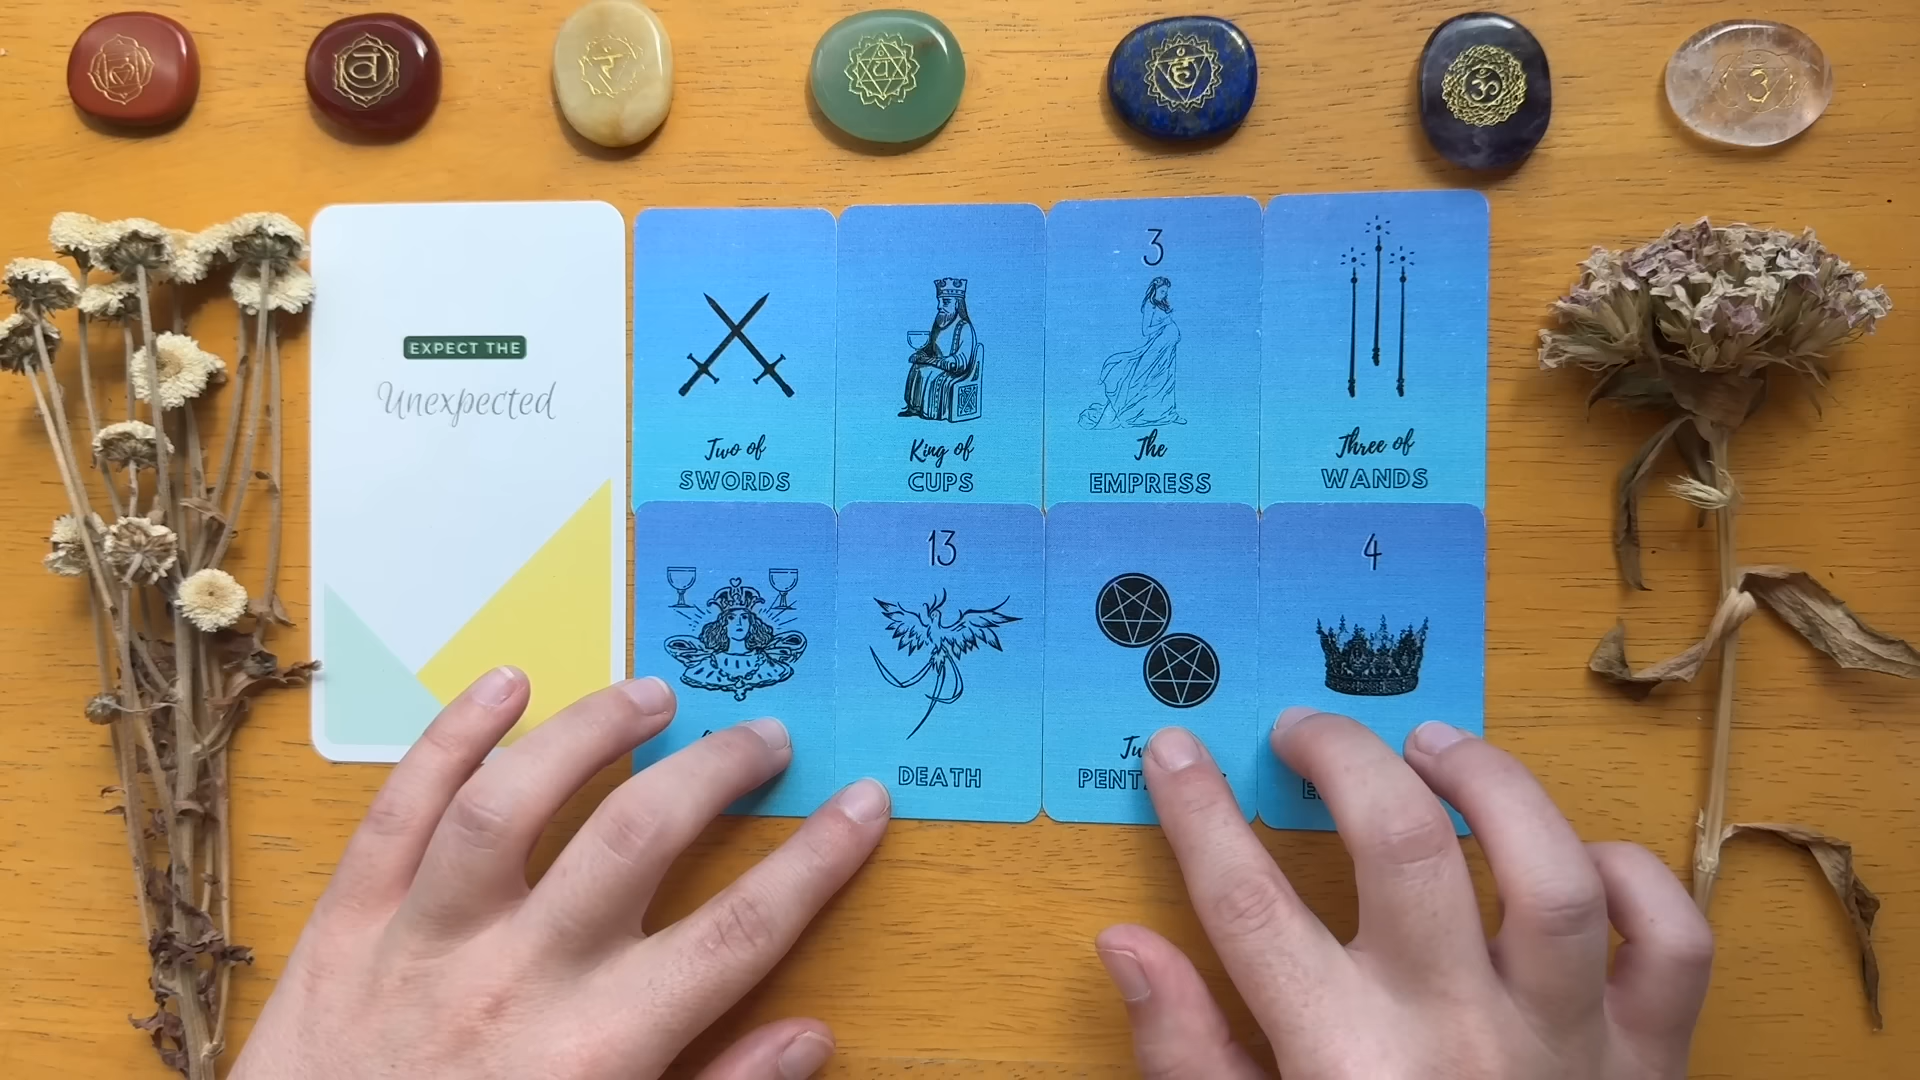 EXPECT THE
Unexpected
Two of
SWORDS
King of
CUPS
3
The
EMPRESS
Three of
WANDS
13
DEATH
4